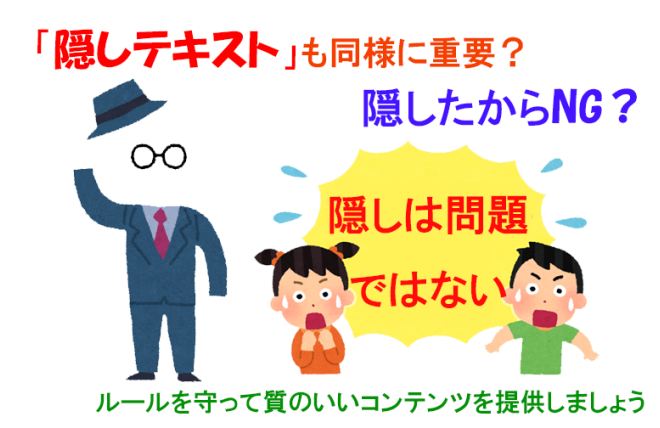 「隠しテキスト」も同様に重要？
隠したからNG？
隠しは問題
ではない
ルールを守って質のいいコンテンツを提供しましょう